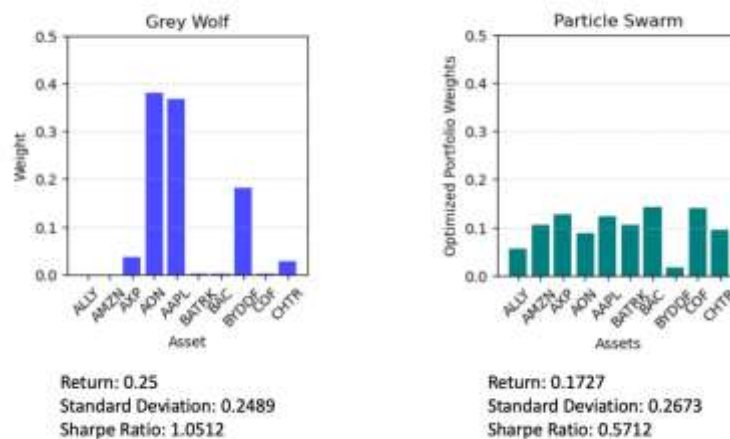 Grey Wolf
0.5
0.4
0.3
0.2
0.1
0.0
Weight
ALLY
AMZN
AXP
AON
AAPL
BATRK
BAC
BYDDF
COF
CHTR
Asset
Return: 0.25
Standard Deviation: 0.2489
Sharpe Ratio: 1.0512
Particle Swarm
0.5
0.4
0.3
0.2
0.1
0.0
Optimized Portfolio Weights
ALLY
AMZN
AXP
AON
AAPL
BATRK
BAC
BYDDF
COF
CHTR
Assets
Return: 0.1727
Standard Deviation: 0.2673
Sharpe Ratio: 0.5712